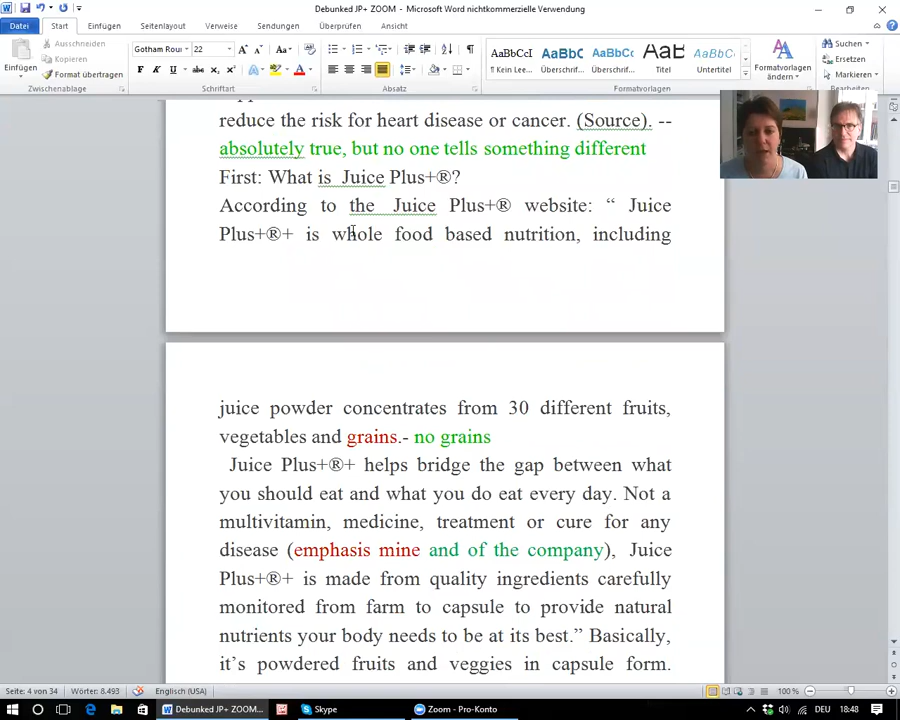 Debunked JP+ ZOOM... - Microsoft Word nichtkommerzielle Verwendung
Datei Start Einfügen Seitenlayout Verweise Sendungen Überprüfen Ansicht
Einfügen
Ausschneiden
Kopieren
Format übertragen
Zwischenablage
Gotham Roun 22
Schriftart
Absatz
AaBbCcI AaBbC AaBbCc AaB AaBbCc.
¶ Kein Lee... Überschrif... Überschrif... Titel Untertitel
Formatvorlagen
Formatvorlagen ändern
Suchen
Ersetzen
Markieren
Bearbeiten
reduce the risk for heart disease or cancer. (Source). --
absolutely true, but no one tells something different
First: What is Juice Plus+®?
According to the Juice Plus+® website: “ Juice
Plus+®+ is whole food based nutrition, including
juice powder concentrates from 30 different fruits,
vegetables and grains.- no grains
Juice Plus+®+ helps bridge the gap between what
you should eat and what you do eat every day. Not a
multivitamin, medicine, treatment or cure for any
disease (emphasis mine and of the company), Juice
Plus+®+ is made from quality ingredients carefully
monitored from farm to capsule to provide natural
nutrients your body needs to be at its best.” Basically,
it’s powdered fruits and veggies in capsule form.
Seite: 4 von 34 Wörter: 8.493 Englisch (USA) 100 %
Debunked JP+ ZOOM... Skype Zoom - Pro-Konto DEU 18:48